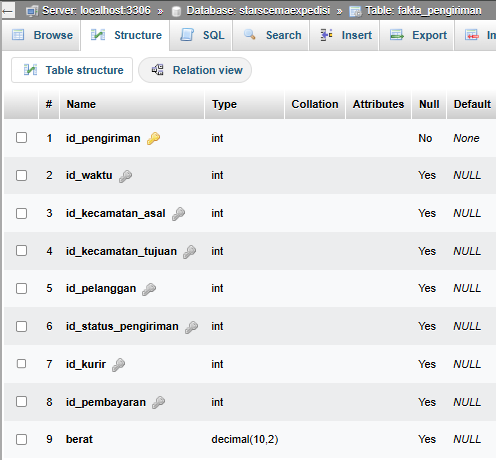 Server: localhost:3306 » Database: starscemaexpedisi » Table: fakta_pengiriman
Browse Structure SQL Search Insert Export Im
Table structure Relation view
# Name Type Collation Attributes Null Default
1 id_pengiriman int No None
2 id_waktu int Yes NULL
3 id_kecamatan_asal int Yes NULL
4 id_kecamatan_tujuan int Yes NULL
5 id_pelanggan int Yes NULL
6 id_status_pengiriman int Yes NULL
7 id_kurir int Yes NULL
8 id_pembayaran int Yes NULL
9 berat decimal(10,2) Yes NULL